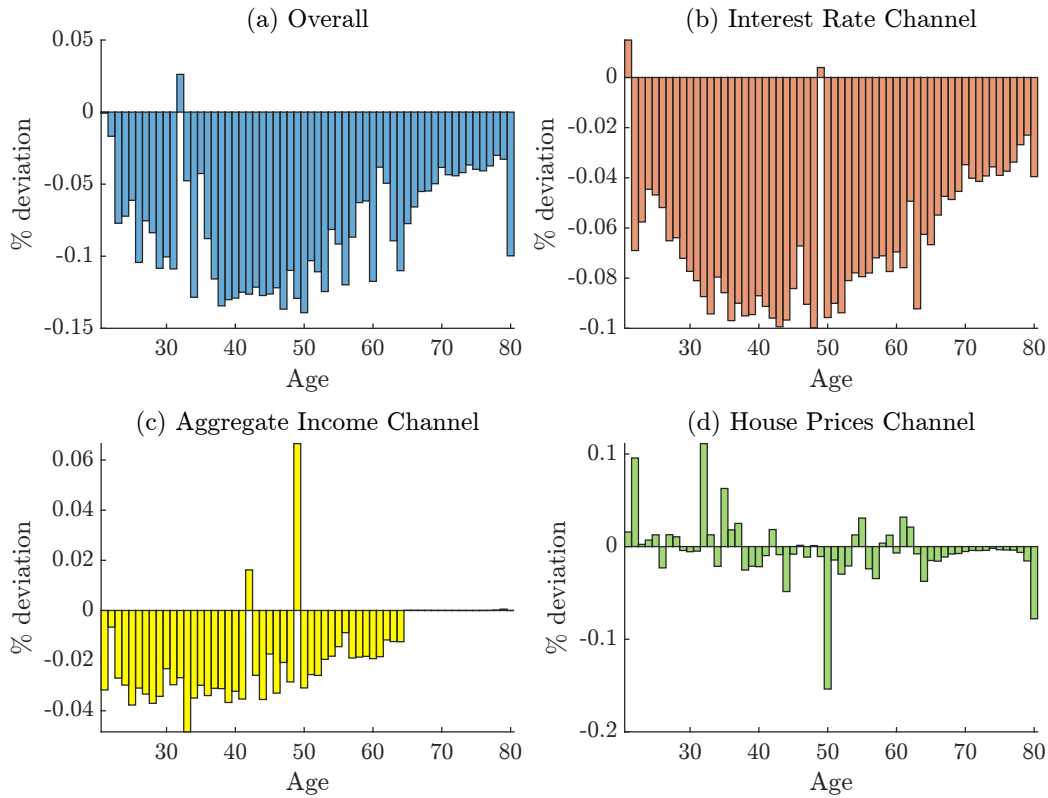 (a) Overall
0.05
0
-0.05
-0.1
-0.15
% deviation
30 40 50 60 70 80
Age
(b) Interest Rate Channel
0
-0.02
-0.04
-0.06
-0.08
-0.1
% deviation
30 40 50 60 70 80
Age
(c) Aggregate Income Channel
0.06
0.04
0.02
0
-0.02
-0.04
% deviation
30 40 50 60 70 80
Age
(d) House Prices Channel
0.1
0
-0.1
-0.2
% deviation
30 40 50 60 70 80
Age